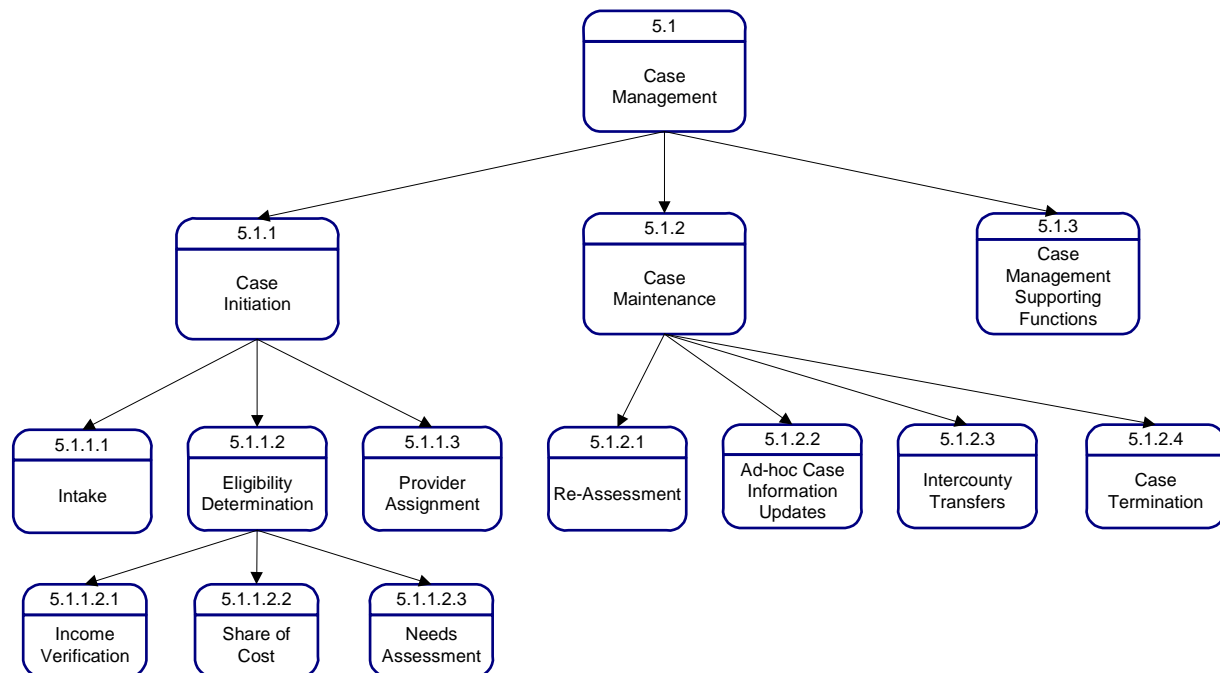 5.1
Case
Management
5.1.1
Case
Initiation
5.1.2
Case
Maintenance
5.1.3
Case
Management
Supporting
Functions
5.1.1.1
Intake
5.1.1.2
Eligibility
Determination
5.1.1.3
Provider
Assignment
5.1.2.1
Re-Assessment
5.1.2.2
Ad-hoc Case
Information
Updates
5.1.2.3
Intercounty
Transfers
5.1.2.4
Case
Termination
5.1.1.2.1
Income
Verification
5.1.1.2.2
Share of
Cost
5.1.1.2.3
Needs
Assessment